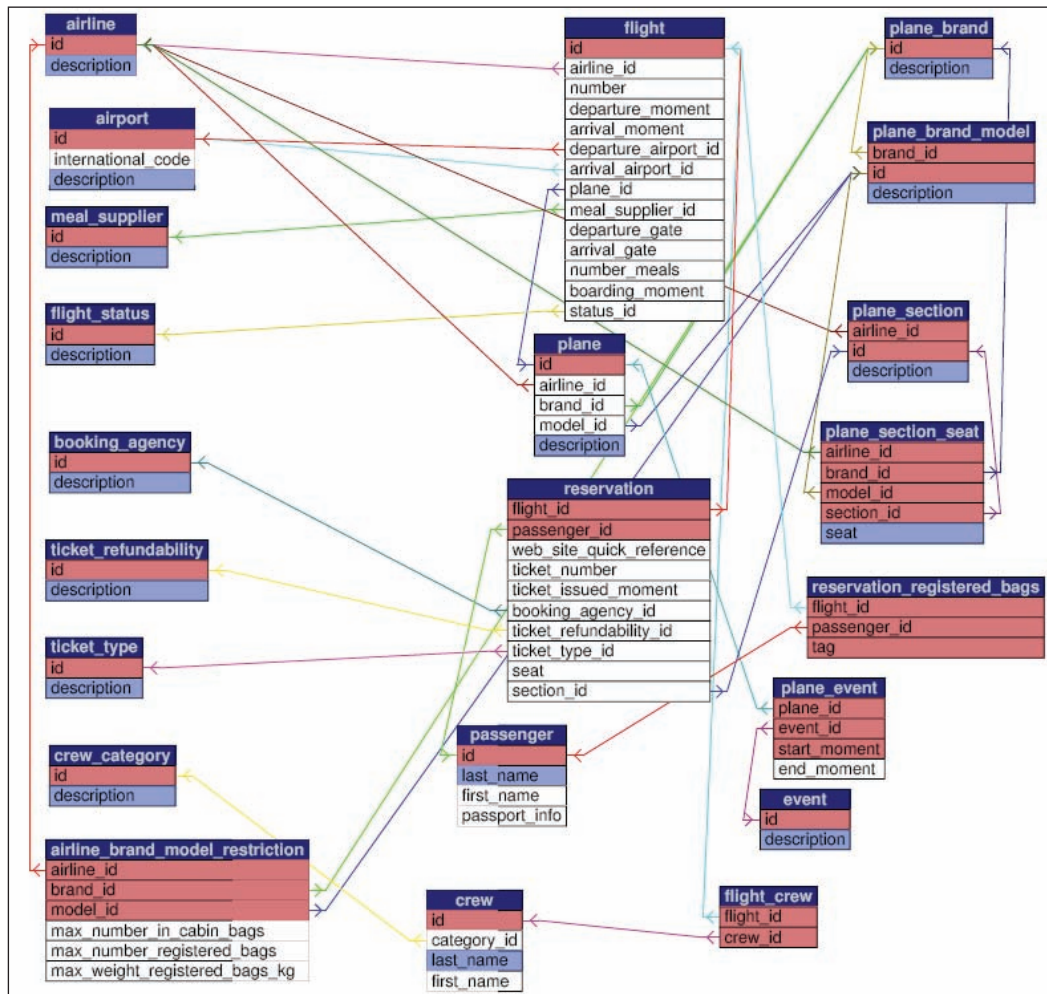 airline
id
description
airport
id
international_code
description
meal_supplier
id
description
flight_status
id
description
booking_agency
id
description
ticket_refundability
id
description
ticket_type
id
description
crew_category
id
description
airline_brand_model_restriction
airline_id
brand_id
model_id
max_number_in_cabin_bags
max_number_registered_bags
max_weight_registered_bags_kg
flight
id
airline_id
number
departure_moment
arrival_moment
departure_airport_id
arrival_airport_id
plane_id
meal_supplier_id
departure_gate
arrival_gate
number_meals
boarding_moment
status_id
plane
id
airline_id
brand_id
model_id
description
reservation
flight_id
passenger_id
web_site_quick_reference
ticket_number
ticket_issued_moment
booking_agency_id
ticket_refundability_id
ticket_type_id
seat
section_id
passenger
id
last_name
first_name
passport_info
crew
id
category_id
last_name
first_name
plane_brand
id
description
plane_brand_model
brand_id
id
description
plane_section
airline_id
id
description
plane_section_seat
airline_id
brand_id
model_id
section_id
seat
reservation_registered_bags
flight_id
passenger_id
tag
plane_event
plane_id
event_id
start_moment
end_moment
event
id
description
flight_crew
flight_id
crew_id